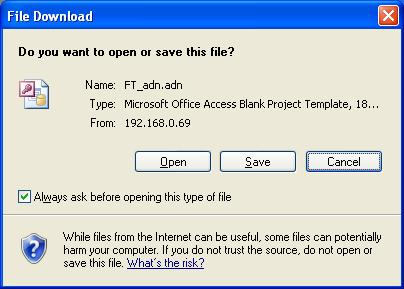 File Download
Do you want to open or save this file?
Name: FT_adn.adn
Type: Microsoft Office Access Blank Project Template, 18...
From: 192.168.0.69
Open Save Cancel
Always ask before opening this type of file
While files from the Internet can be useful, some files can potentially
harm your computer. If you do not trust the source, do not open or
save this file. What's the risk?